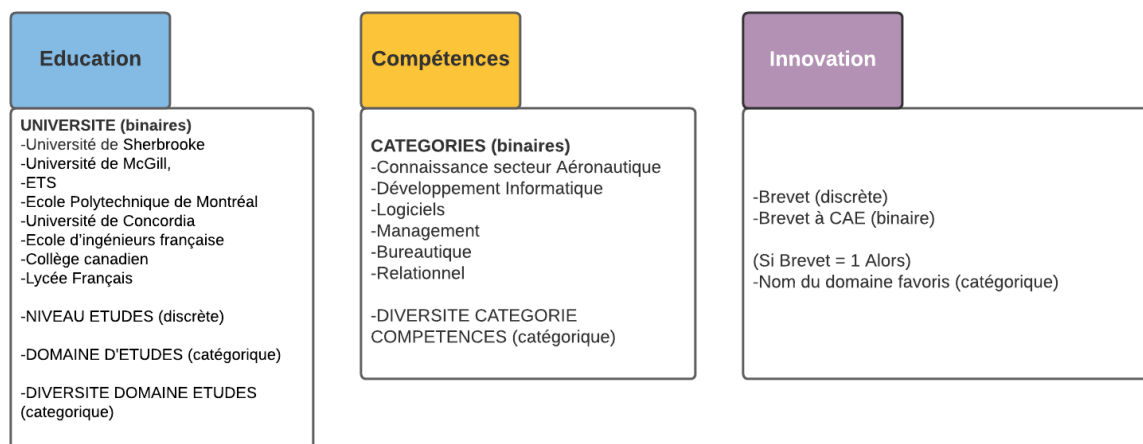 Education
UNIVERSITE (binaires)
-Université de Sherbrooke
-Université de McGill,
-ETS
-Ecole Polytechnique de Montréal
-Université de Concordia
-Ecole d'ingénieurs française
-Collège canadien
-Lycée Français
-NIVEAU ETUDES (discrète)
-DOMAINE D'ETUDES (catégorique)
-DIVERSITE DOMAINE ETUDES
(categorique)
Compétences
CATEGORIES (binaires)
-Connaissance secteur Aéronautique
-Développement Informatique
-Logiciels
-Management
-Bureautique
-Relationnel
-DIVERSITE CATEGORIE
COMPETENCES (catégorique)
Innovation
-Brevet (discrète)
-Brevet à CAE (binaire)
(Si Brevet = 1 Alors)
-Nom du domaine favoris (catégorique)